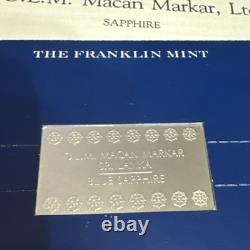 O.L.M. Macan Markar, Ltd
SAPPHIRE
THE FRANKLIN MINT
O.L.M. MACAN MARKAR
SRI LANKA
BLUE SAPPHIRE